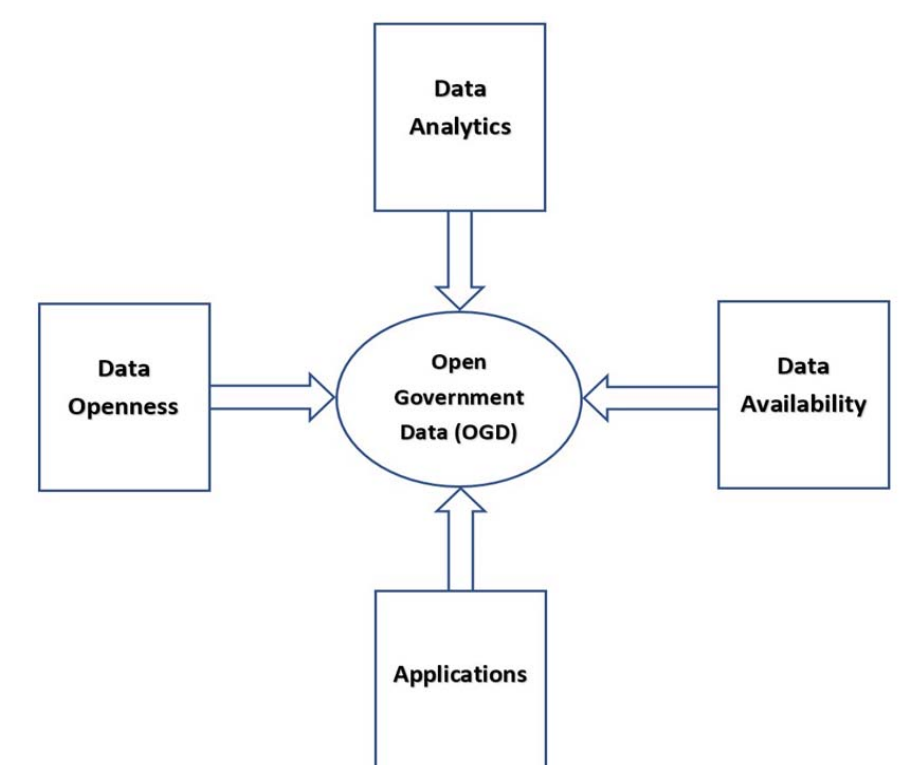 Data
Analytics
Data
Openness
Open
Government
Data (OGD)
Data
Availability
Applications